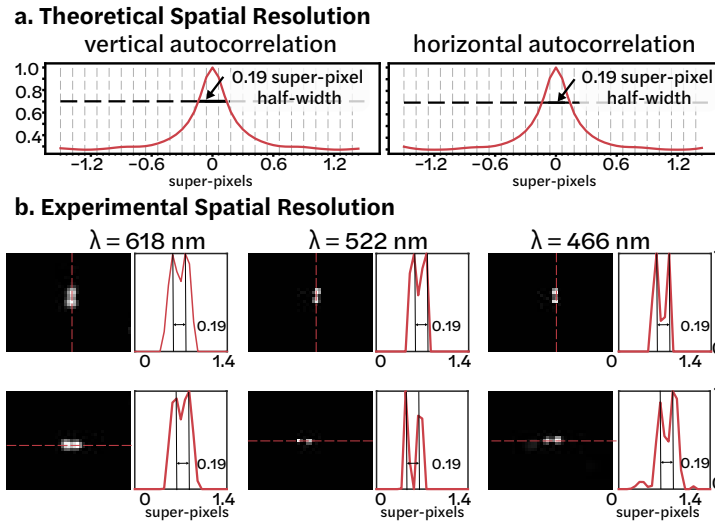 a. Theoretical Spatial Resolution
vertical autocorrelation
horizontal autocorrelation
1.0
0.8
0.6
0.4
0.19 super-pixel
half-width
0.19 super-pixel
half-width
−1.2 −0.6 0 0.6 1.2
−1.2 −0.6 0 0.6 1.2
super-pixels
super-pixels
b. Experimental Spatial Resolution
λ = 618 nm
λ = 522 nm
λ = 466 nm
0.19
0.19
0.19
0 1.4
0 1.4
0 1.4
0.19
0.19
0.19
0 1.4
0 1.4
0 1.4
super-pixels
super-pixels
super-pixels